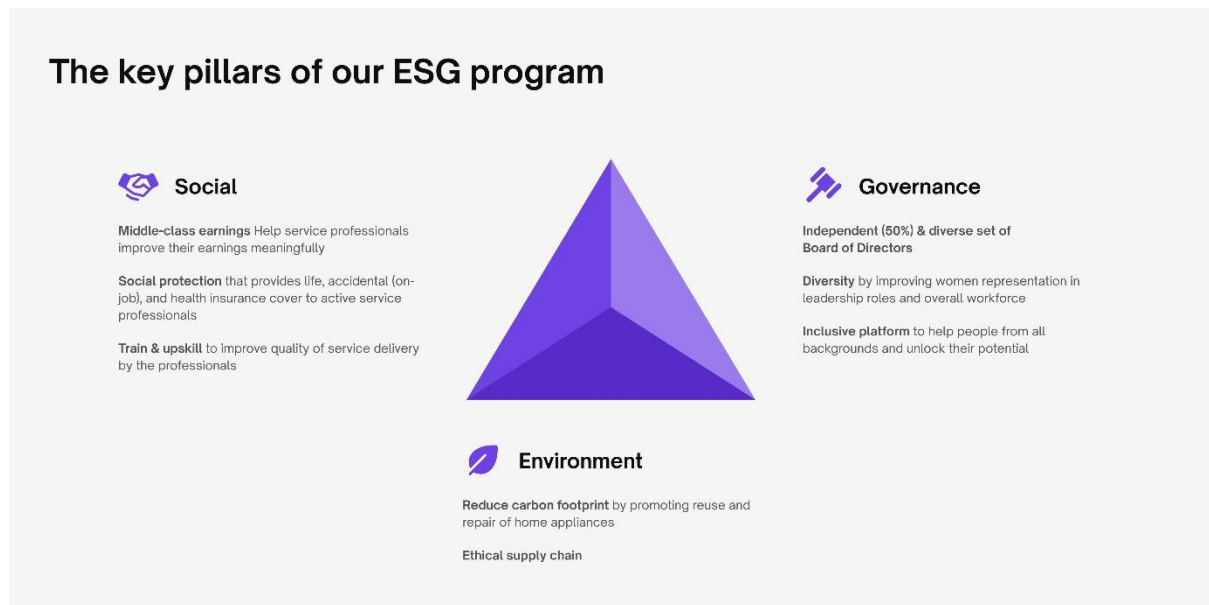 The key pillars of our ESG program
Social
Middle-class earnings Help service professionals
improve their earnings meaningfully
Social protection that provides life, accidental (on-
job), and health insurance cover to active service
professionals
Train & upskill to improve quality of service delivery
by the professionals
Governance
Independent (50%) & diverse set of
Board of Directors
Diversity by improving women representation in
leadership roles and overall workforce
Inclusive platform to help people from all
backgrounds and unlock their potential
Environment
Reduce carbon footprint by promoting reuse and
repair of home appliances
Ethical supply chain